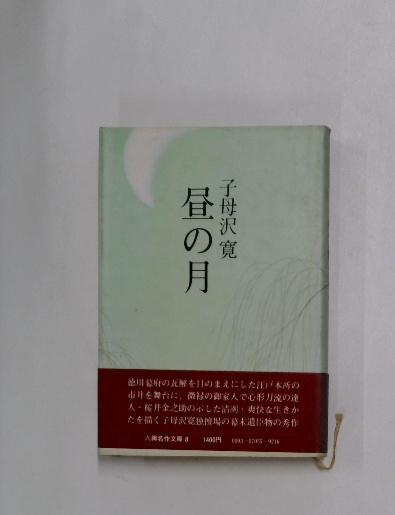 子母沢 寛
昼の月
徳川幕府の瓦解を目のまえにした江戸本所の
市井を舞台に、微禄の御家人で心形刀流の達
人・桜井金之助の示した清冽・爽快な生きか
たを描く子母沢寛独擅場の幕末遺臣物の秀作
六興名作文庫 8 1400円 0093-07055-9216